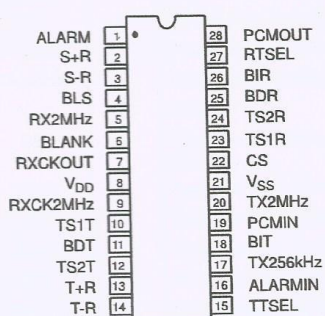 ALARM 1 28 PCMOUT
S+R 2 27 RTSEL
S-R 3 26 BIR
BLS 4 25 BDR
RX2MHz 5 24 TS2R
BLANK 6 23 TS1R
RXCKOUT 7 22 CS
VDD 8 21 VSS
RXCK2MHz 9 20 TX2MHz
TS1T 10 19 PCMIN
BDT 11 18 BIT
TS2T 12 17 TX256kHz
T+R 13 16 ALARMIN
T-R 14 15 TTSEL